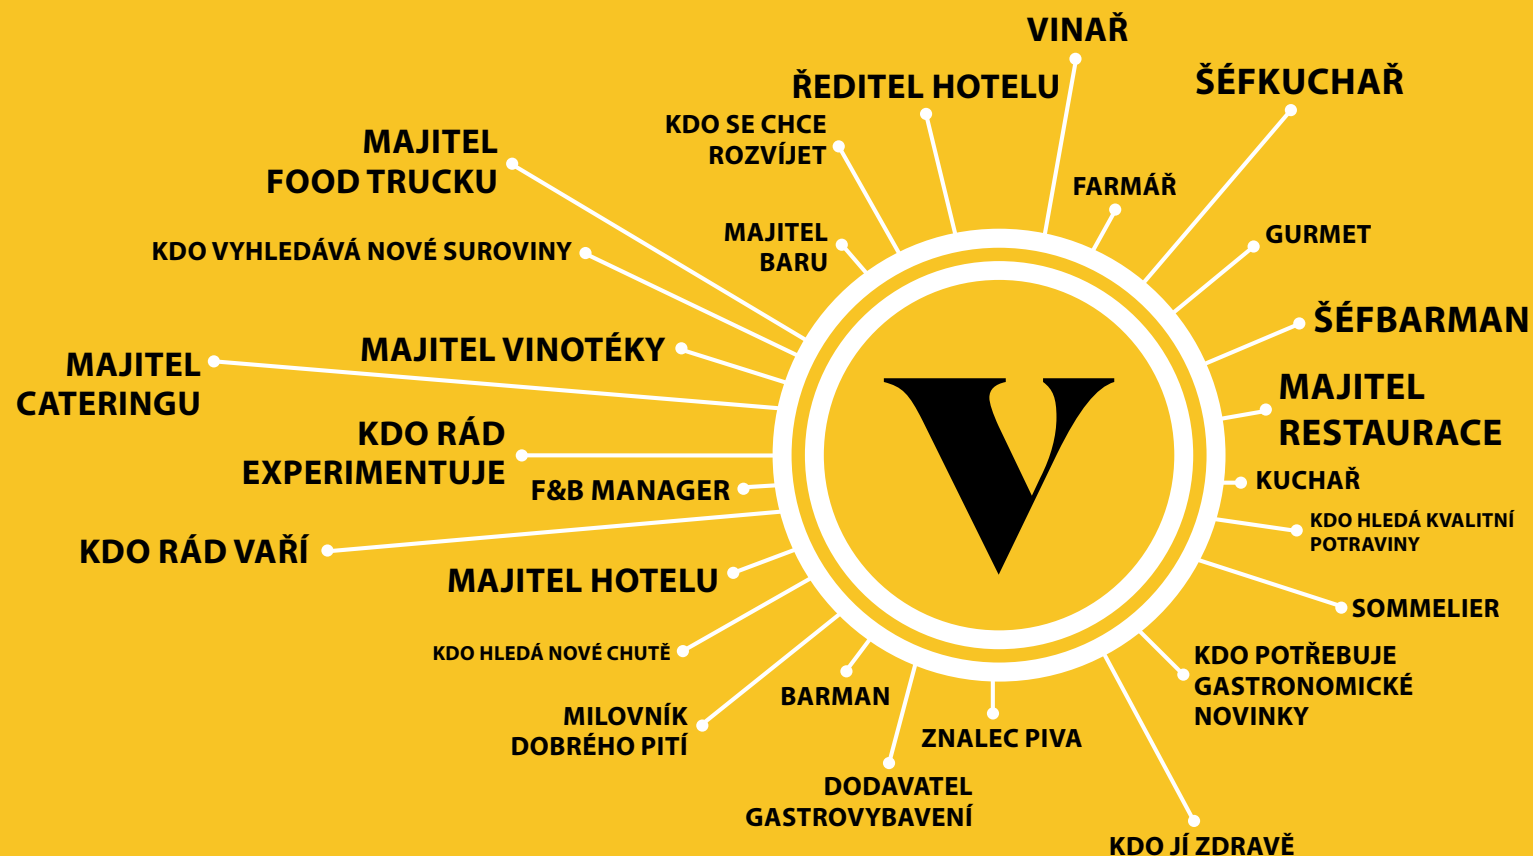 VINAŘ
ŘEDITEL HOTELU
ŠÉFKUCHAŘ
KDO SE CHCE
ROZVÍJET
MAJITEL
FOOD TRUCKU
FARMÁŘ
MAJITEL
BARU
GURMET
KDO VYHLEDÁVÁ NOVÉ SUROVINY
ŠÉFBARMAN
MAJITEL VINOTÉKY
MAJITEL
CATERINGU
MAJITEL
RESTAURACE
KDO RÁD
EXPERIMENTUJE
V
F&B MANAGER
KUCHAŘ
KDO HLEDÁ KVALITNÍ
POTRAVINY
KDO RÁD VAŘÍ
MAJITEL HOTELU
SOMMELIER
KDO HLEDÁ NOVÉ CHUTĚ
KDO POTŘEBUJE
GASTRONOMICKÉ
NOVINKY
BARMAN
MILOVNÍK
DOBRÉHO PITÍ
ZNALEC PIVA
DODAVATEL
GASTROVYBAVENÍ
KDO JÍ ZDRAVĚ